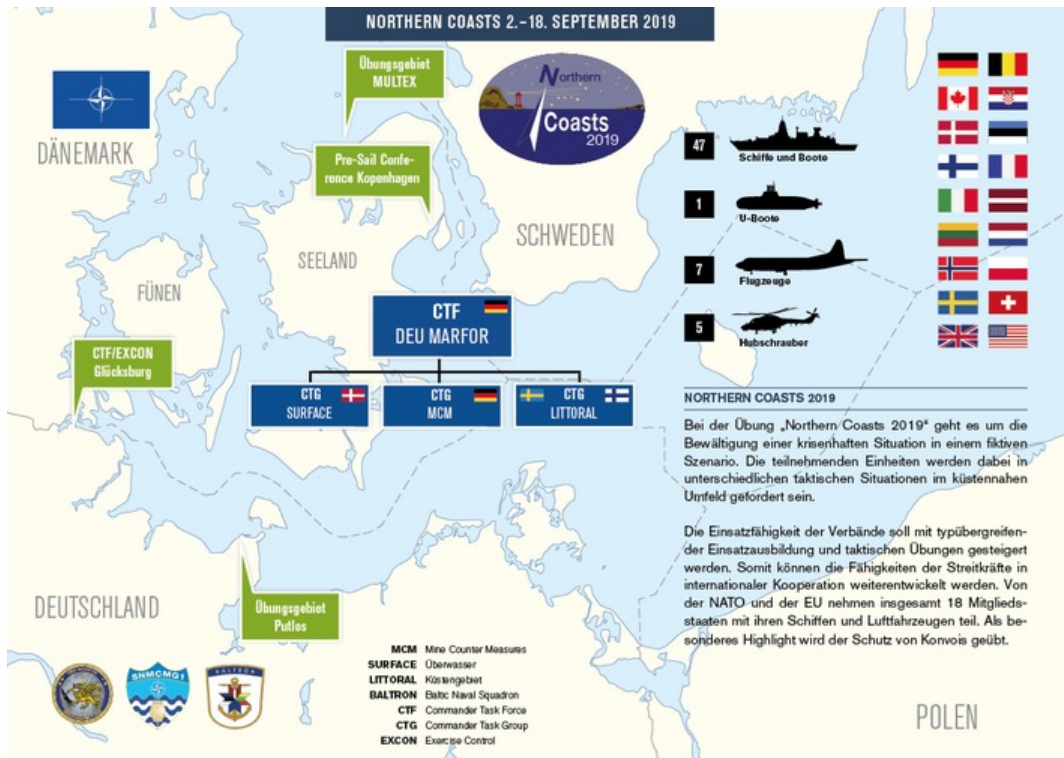 NORTHERN COASTS 2.–18. SEPTEMBER 2019
Übungsgebiet
MULTEX
Northern
Coasts
2019
DÄNEMARK
Pre-Sail Confe-
rence Kopenhagen
47
Schiffe und Boote
1
U-Boote
7
Flugzeuge
5
Hubschrauber
SCHWEDEN
SEELAND
FÜNEN
CTF
DEU MARFOR
CTF/EXCON
Glücksburg
CTG
SURFACE
CTG
MCM
CTG
LITTORAL
NORTHERN COASTS 2019
Bei der Übung „Northern Coasts 2019“ geht es um die
Bewältigung einer krisenhaften Situation in einem fiktiven
Szenario. Die teilnehmenden Einheiten werden dabei in
unterschiedlichen taktischen Situationen im küstennahen
Umfeld gefordert sein.
Die Einsatzfähigkeit der Verbände soll mit typübergreifen-
der Einsatzausbildung und taktischen Übungen gesteigert
werden. Somit können die Fähigkeiten der Streitkräfte in
internationaler Kooperation weiterentwickelt werden. Von
der NATO und der EU nehmen insgesamt 18 Mitglieds-
staaten mit ihren Schiffen und Luftfahrzeugen teil. Als be-
sonderes Highlight wird der Schutz von Konvois geübt.
DEUTSCHLAND
Übungsgebiet
Putlos
SNMCMG1
BALTRON
MCM Mine Counter Measures
SURFACE Überwasser
LITTORAL Küstengebiet
BALTRON Baltic Naval Squadron
CTF Commander Task Force
CTG Commander Task Group
EXCON Exercise Control
POLEN